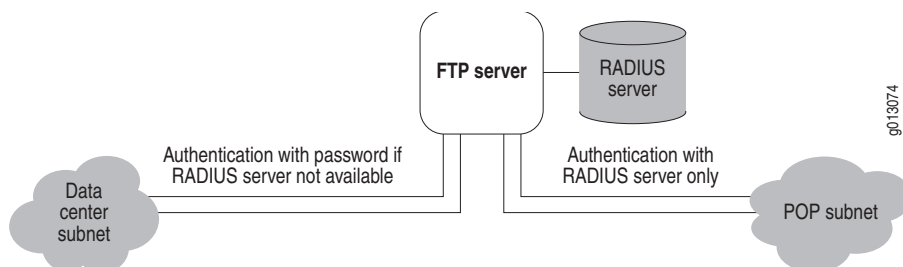 FTP server
RADIUS
server
g013074
Authentication with password if
RADIUS server not available
Authentication with
RADIUS server only
Data
center
subnet
POP subnet